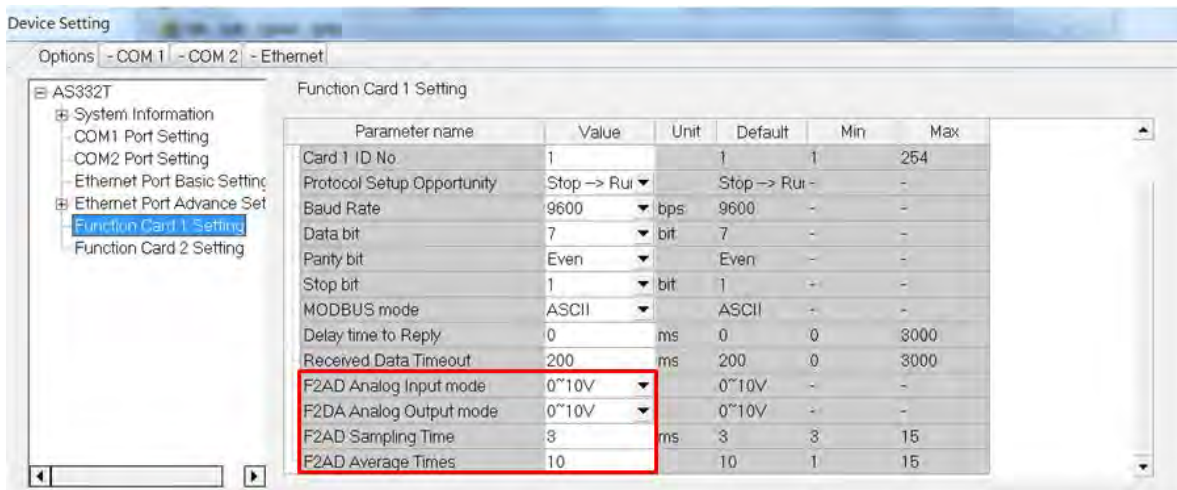 Device Setting
Options - COM 1 - COM 2 - Ethernet
AS332T
System Information
COM1 Port Setting
COM2 Port Setting
Ethernet Port Basic Setting
Ethernet Port Advance Set
Function Card 1 Setting
Function Card 2 Setting
Function Card 1 Setting
Parameter name Value Unit Default Min Max
Card 1 ID No. 1 1 1 254
Protocol Setup Opportunity Stop -> Rur Stop -> Rur - -
Baud Rate 9600 bps 9600 - -
Data bit 7 bit 7 - -
Parity bit Even Even - -
Stop bit 1 bit 1 - -
MODBUS mode ASCII ASCII - -
Delay time to Reply 0 ms 0 0 3000
Received Data Timeout 200 ms 200 0 3000
F2AD Analog Input mode 0~10V 0~10V - -
F2DA Analog Output mode 0~10V 0~10V - -
F2AD Sampling Time 3 ms 3 3 15
F2AD Average Times 10 10 1 15